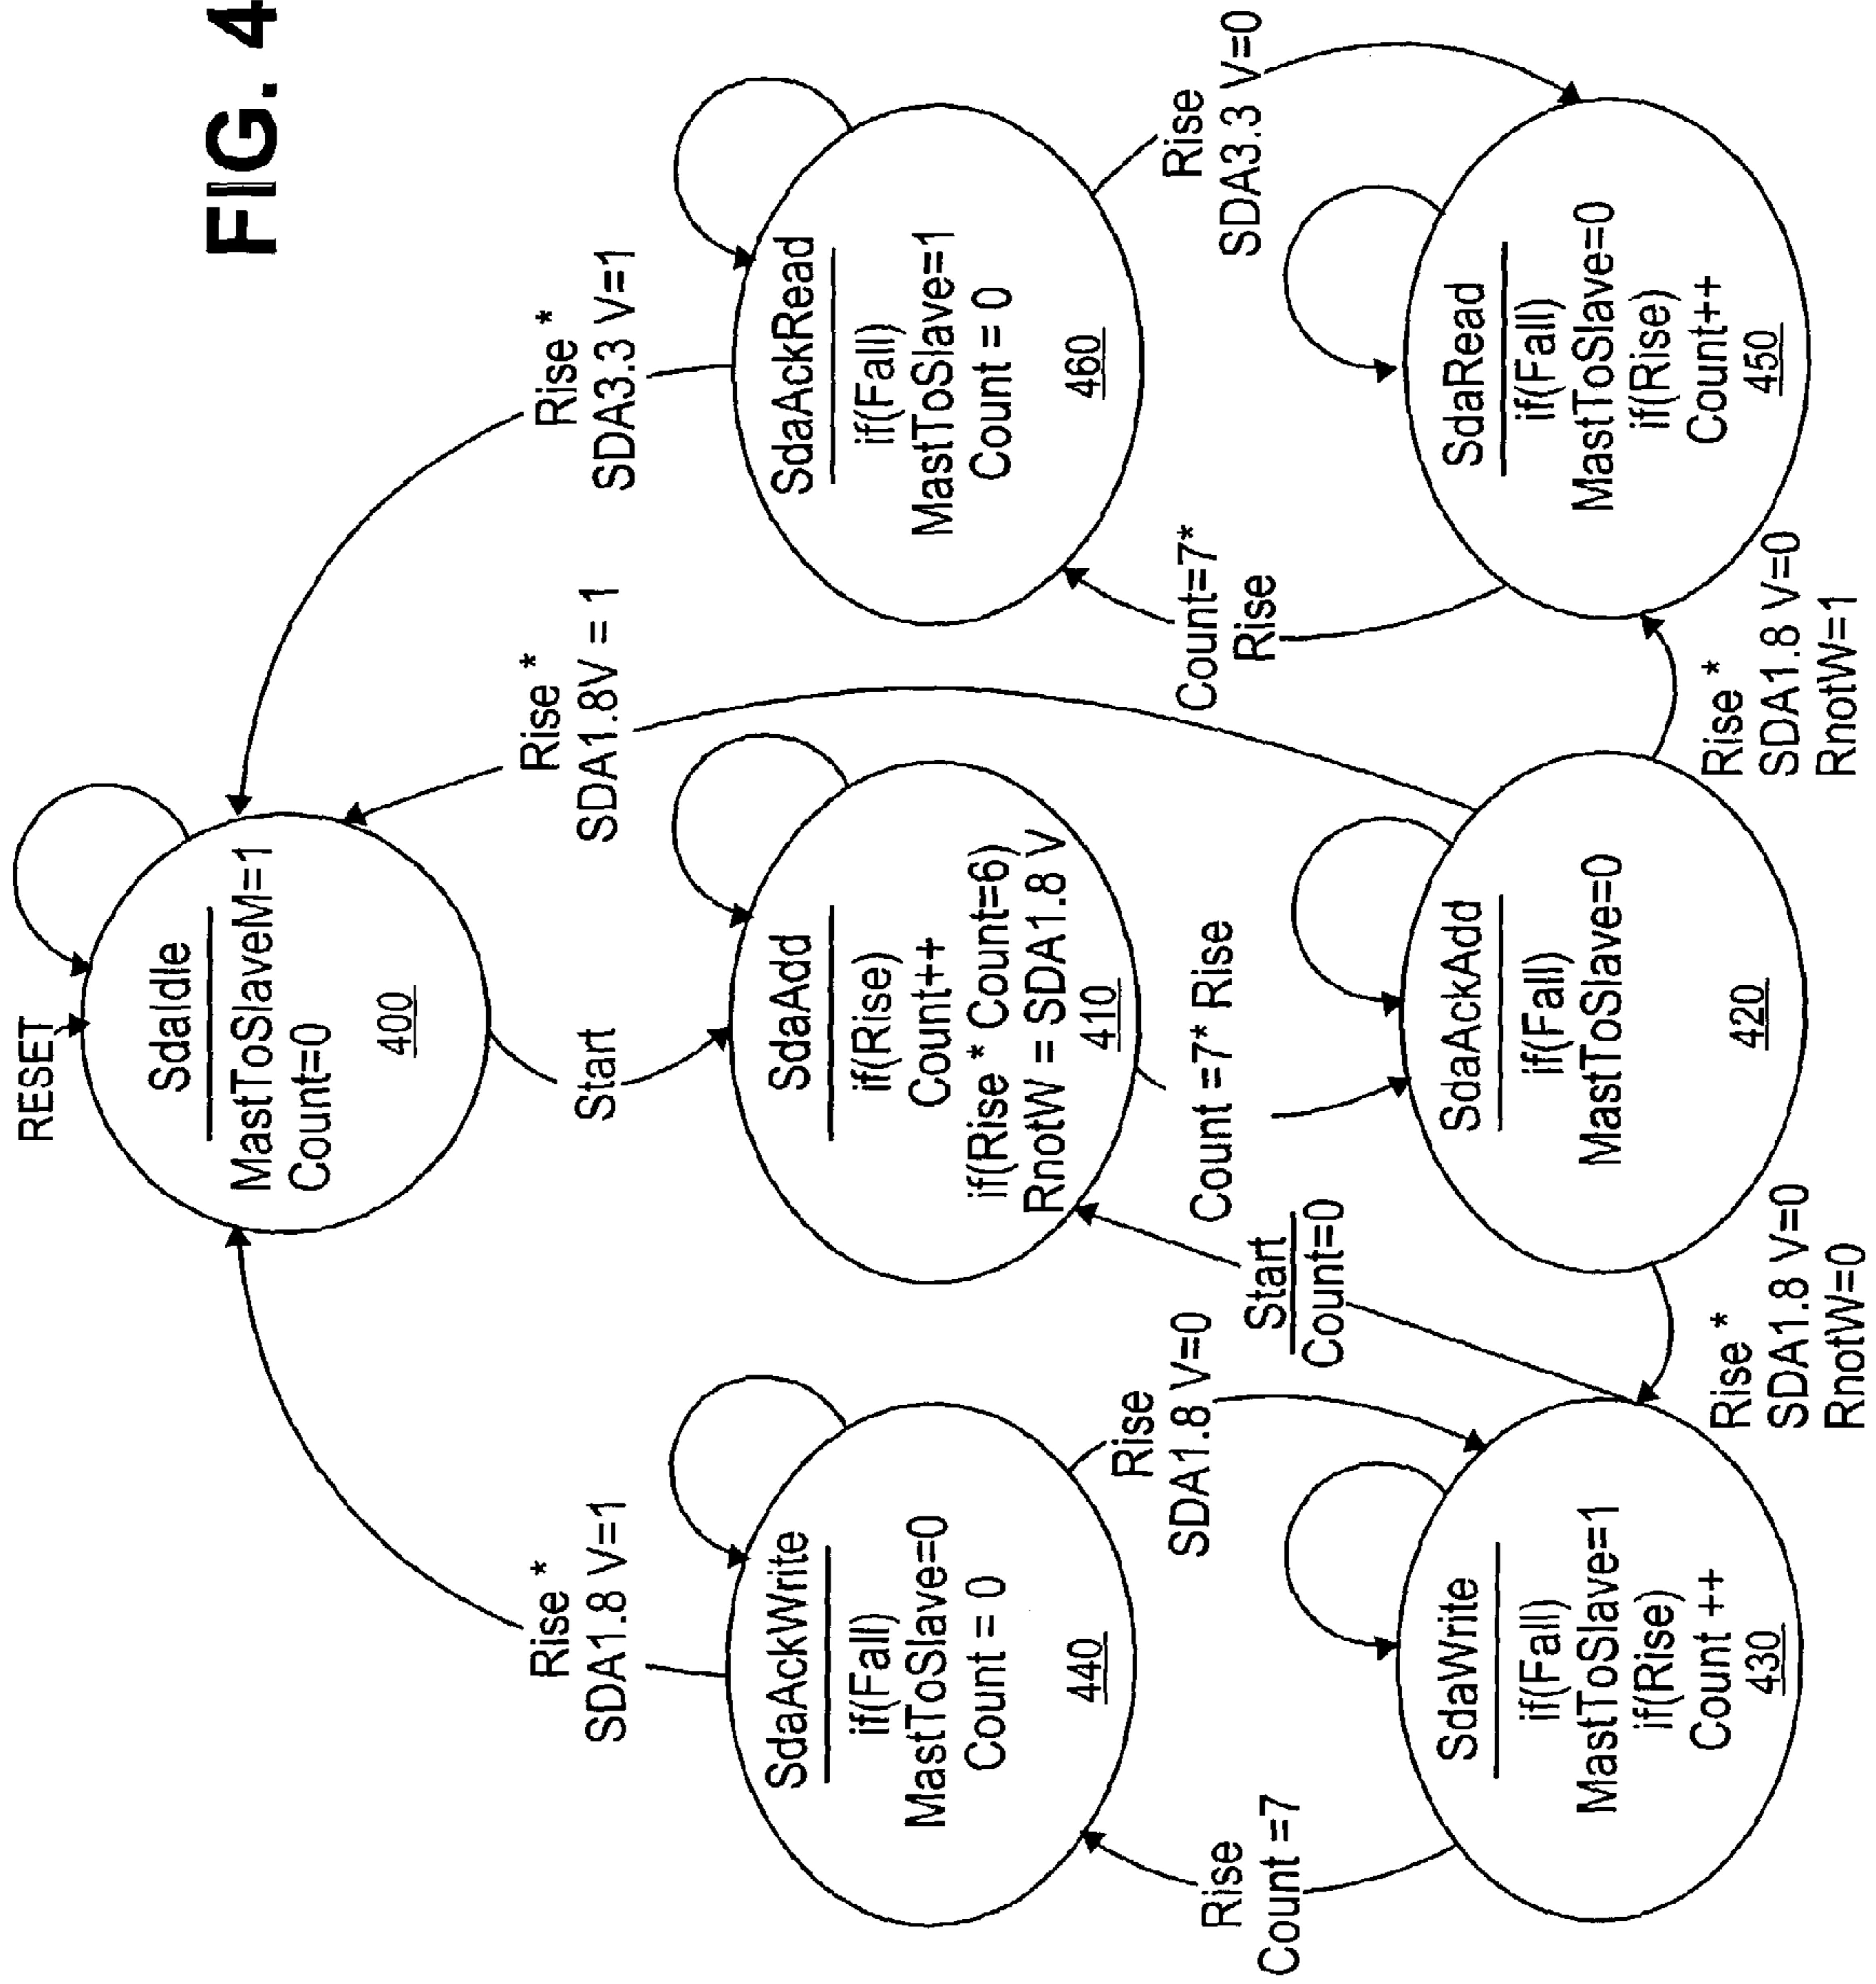 FIG. 4
RESET
SdaIdle
MastToSlaveM=1
Count=0
400
Start
Rise *
SDA1.8 V=1
Rise *
SDA1.8V = 1
Rise *
SDA3.3 V=1
SdaAckWrite
if(Fall)
MastToSlave=0
Count = 0
440
SdaAdd
if(Rise)
Count++
if(Rise * Count=6)
RnotW = SDA1.8 V
410
SdaAckRead
if(Fall)
MastToSlave=1
Count = 0
460
Rise
Count =7
Rise
SDA1.8 V=0
Start
Count=0
Count =7* Rise
Count=7*
Rise
Rise
SDA3.3 V=0
SdaWrite
if(Fall)
MastToSlave=1
if(Rise)
Count ++
430
SdaAckAdd
if(Fall)
MastToSlave=0
420
SdaRead
if(Fall)
MastToSlave=0
if(Rise)
Count++
450
Rise *
SDA1.8 V=0
RnotW=0
Rise *
SDA1.8 V=0
RnotW=1